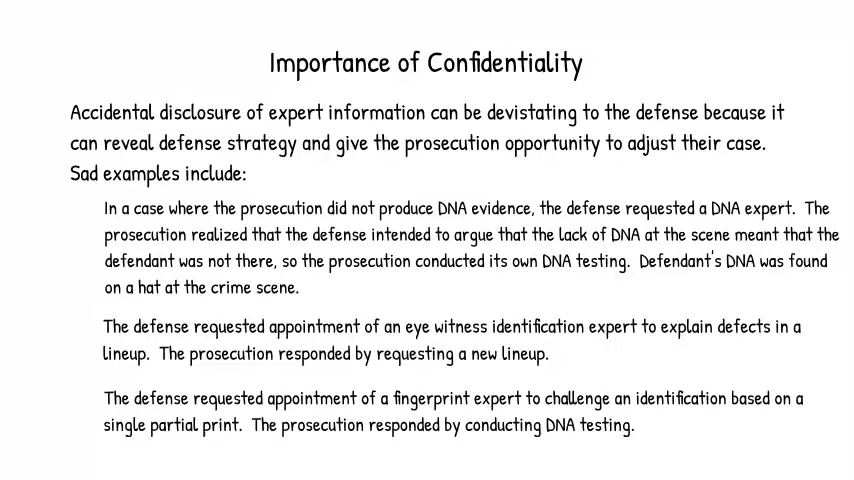 Importance of Confidentiality
Accidental disclosure of expert information can be devistating to the defense because it
can reveal defense strategy and give the prosecution opportunity to adjust their case.
Sad examples include:
In a case where the prosecution did not produce DNA evidence, the defense requested a DNA expert. The
prosecution realized that the defense intended to argue that the lack of DNA at the scene meant that the
defendant was not there, so the prosecution conducted its own DNA testing. Defendant's DNA was found
on a hat at the crime scene.
The defense requested appointment of an eye witness identification expert to explain defects in a
lineup. The prosecution responded by requesting a new lineup.
The defense requested appointment of a fingerprint expert to challenge an identification based on a
single partial print. The prosecution responded by conducting DNA testing.